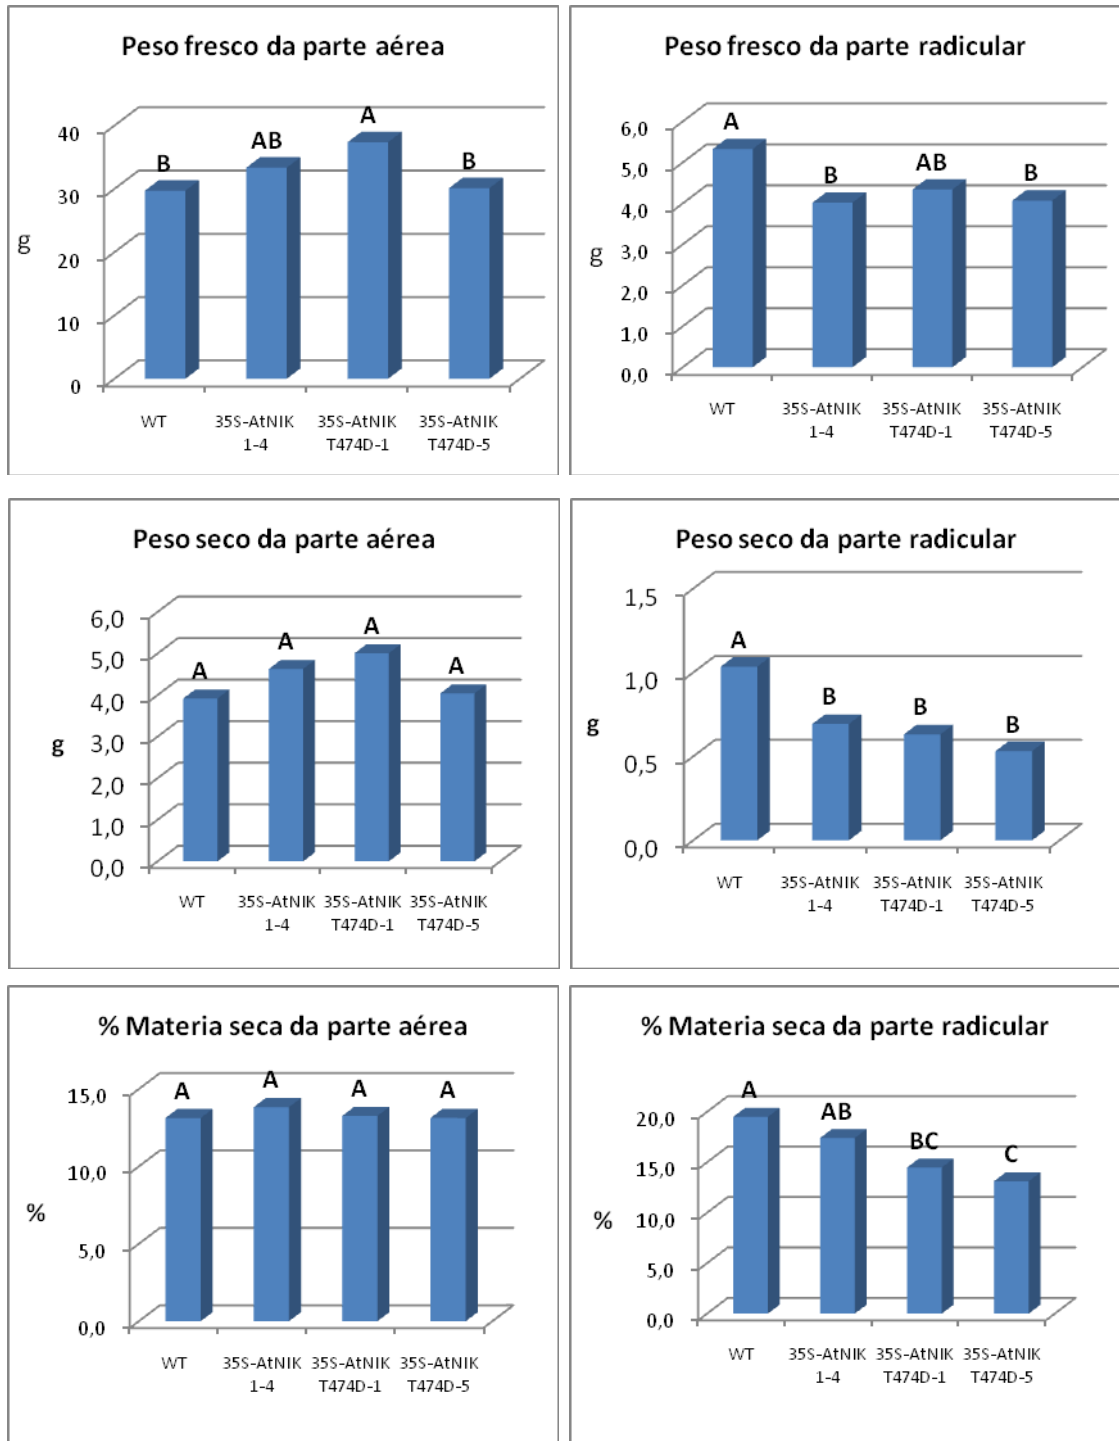 Peso fresco da parte aérea
40
30
20
10
0
g
B
AB
A
B
WT
35S-AtNIK 1-4
35S-AtNIK T474D-1
35S-AtNIK T474D-5
Peso fresco da parte radicular
6,0
5,0
4,0
3,0
2,0
1,0
0,0
g
A
B
AB
B
WT
35S-AtNIK 1-4
35S-AtNIK T474D-1
35S-AtNIK T474D-5
Peso seco da parte aérea
6,0
5,0
4,0
3,0
2,0
1,0
0,0
g
A
A
A
A
WT
35S-AtNIK 1-4
35S-AtNIK T474D-1
35S-AtNIK T474D-5
Peso seco da parte radicular
1,5
1,0
0,5
0,0
g
A
B
B
B
WT
35S-AtNIK 1-4
35S-AtNIK T474D-1
35S-AtNIK T474D-5
% Materia seca da parte aérea
15,0
10,0
5,0
0,0
%
A
A
A
A
WT
35S-AtNIK 1-4
35S-AtNIK T474D-1
35S-AtNIK T474D-5
% Materia seca da parte radicular
20,0
15,0
10,0
5,0
0,0
%
A
AB
BC
C
WT
35S-AtNIK 1-4
35S-AtNIK T474D-1
35S-AtNIK T474D-5